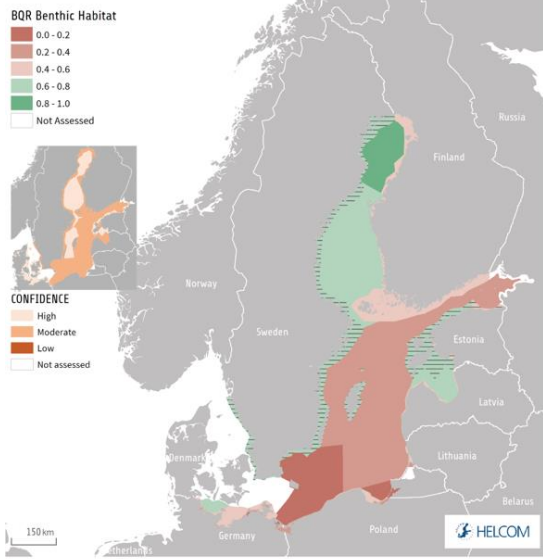 BQR Benthic Habitat
0.0 - 0.2
0.2 - 0.4
0.4 - 0.6
0.6 - 0.8
0.8 - 1.0
Not Assessed
Russia
Finland
Norway
CONFIDENCE
High
Moderate
Low
Not assessed
Sweden
Estonia
Latvia
Denmark
Lithuania
Belarus
150 km
Germany
Poland
HELCOM
Netherlands